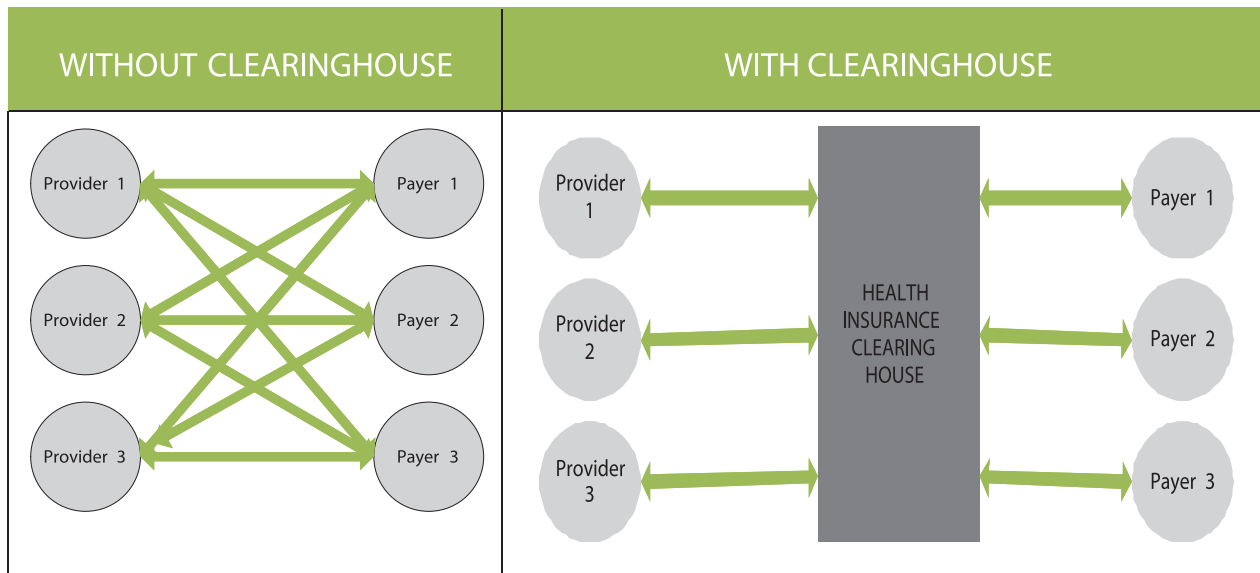 WITHOUT CLEARINGHOUSE
Provider 1
Payer 1
Provider 2
Payer 2
Provider 3
Payer 3
WITH CLEARINGHOUSE
Provider
1
Provider
2
Provider
3
HEALTH
INSURANCE
CLEARING
HOUSE
Payer 1
Payer 2
Payer 3